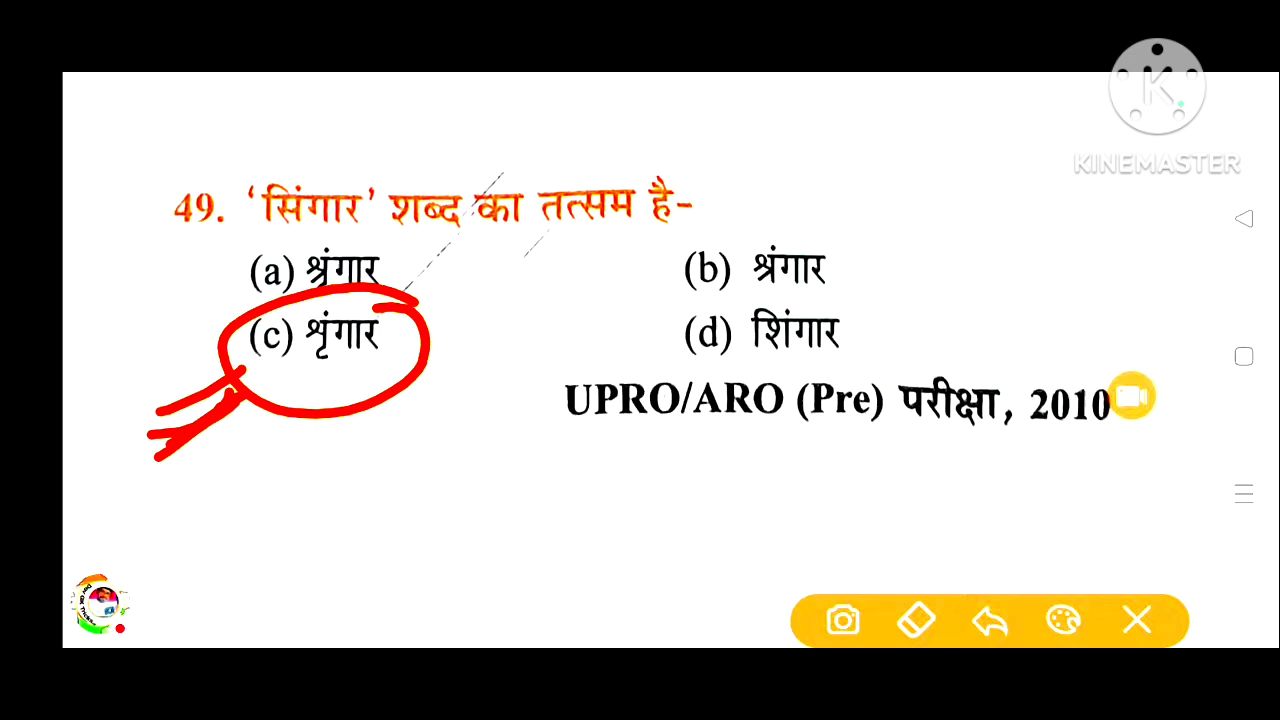 KINEMASTER
49. ‘सिंगार’ शब्द का तत्सम है-
(a) श्रृंगार (b) श्रंगार
(c) शृंगार (d) शिंगार
UPRO/ARO (Pre) परीक्षा, 2010